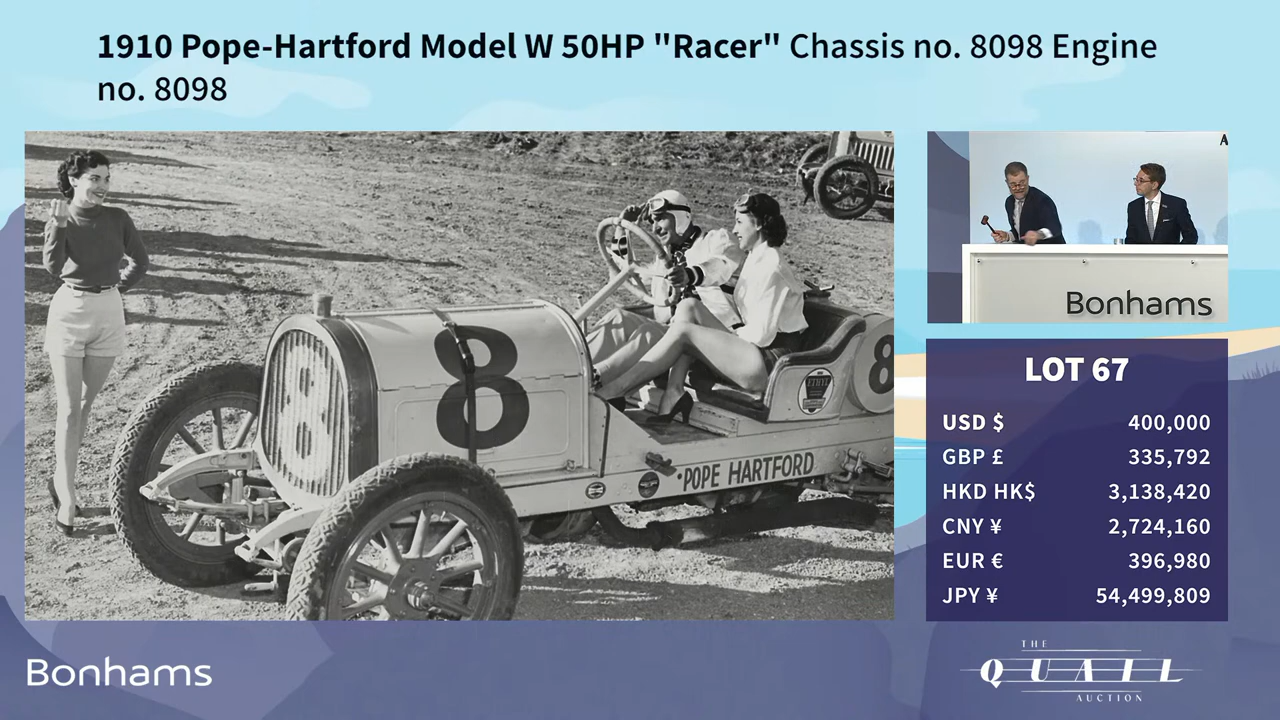 1910 Pope-Hartford Model W 50HP "Racer" Chassis no. 8098 Engine
no. 8098
A
8
8
8
ETHYL
POPE HARTFORD
Bonhams
LOT 67
USD $ 400,000
GBP £ 335,792
HKD HK$ 3,138,420
CNY ¥ 2,724,160
EUR € 396,980
JPY ¥ 54,499,809
Bonhams
THE
QUAIL
AUCTION